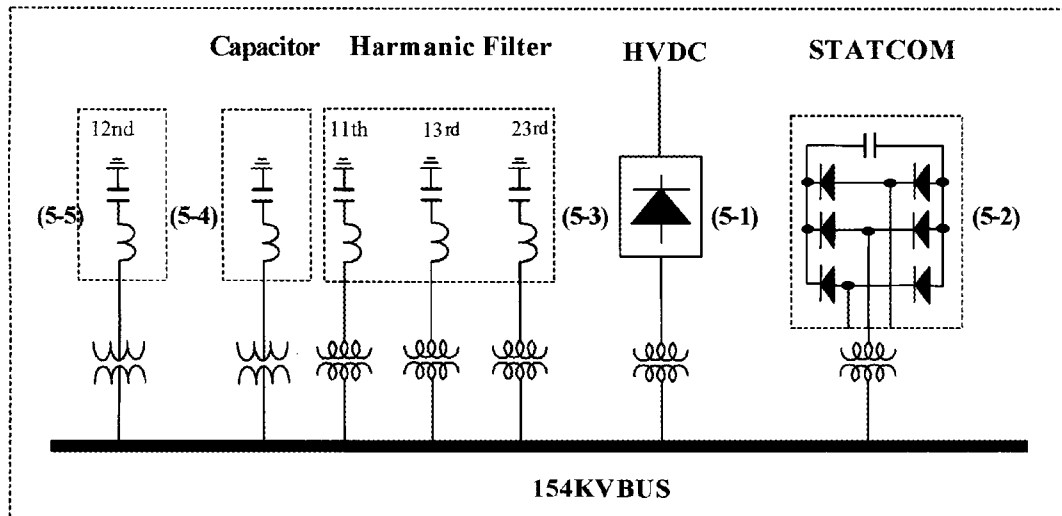 Capacitor Harmanic Filter HVDC STATCOM
12nd 11th 13rd 23rd
(5-5) (5-4) (5-3) (5-1) (5-2)
154KVBUS